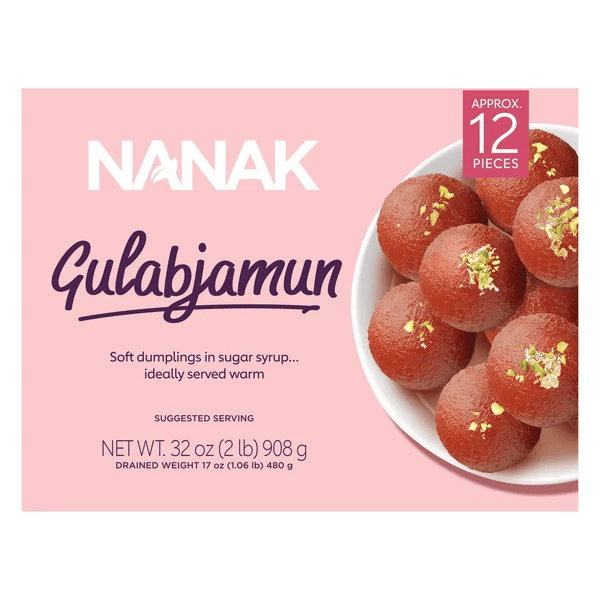 APPROX.
12
PIECES
NANAK
Gulabjamun
Soft dumplings in sugar syrup...
ideally served warm
SUGGESTED SERVING
NET WT. 32 oz (2 lb) 908 g
DRAINED WEIGHT 17 oz (1.06 lb) 480 g